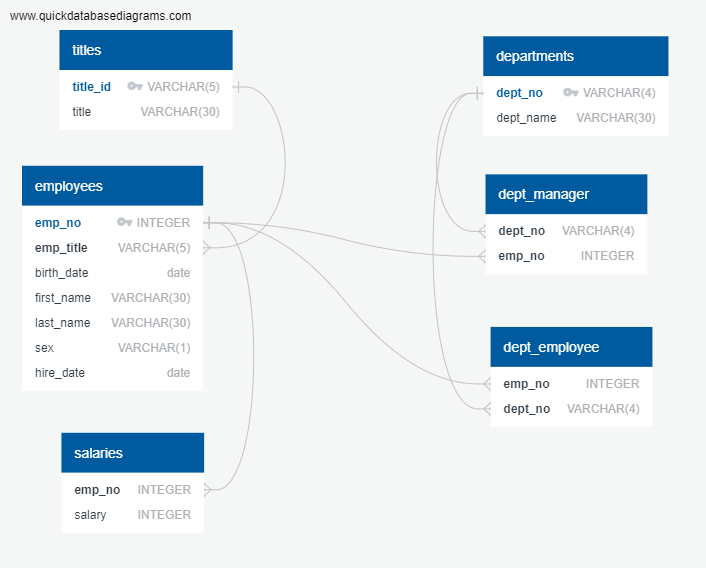 www.quickdatabasediagrams.com
titles
title_id VARCHAR(5)
title VARCHAR(30)
employees
emp_no INTEGER
emp_title VARCHAR(5)
birth_date date
first_name VARCHAR(30)
last_name VARCHAR(30)
sex VARCHAR(1)
hire_date date
salaries
emp_no INTEGER
salary INTEGER
departments
dept_no VARCHAR(4)
dept_name VARCHAR(30)
dept_manager
dept_no VARCHAR(4)
emp_no INTEGER
dept_employee
emp_no INTEGER
dept_no VARCHAR(4)